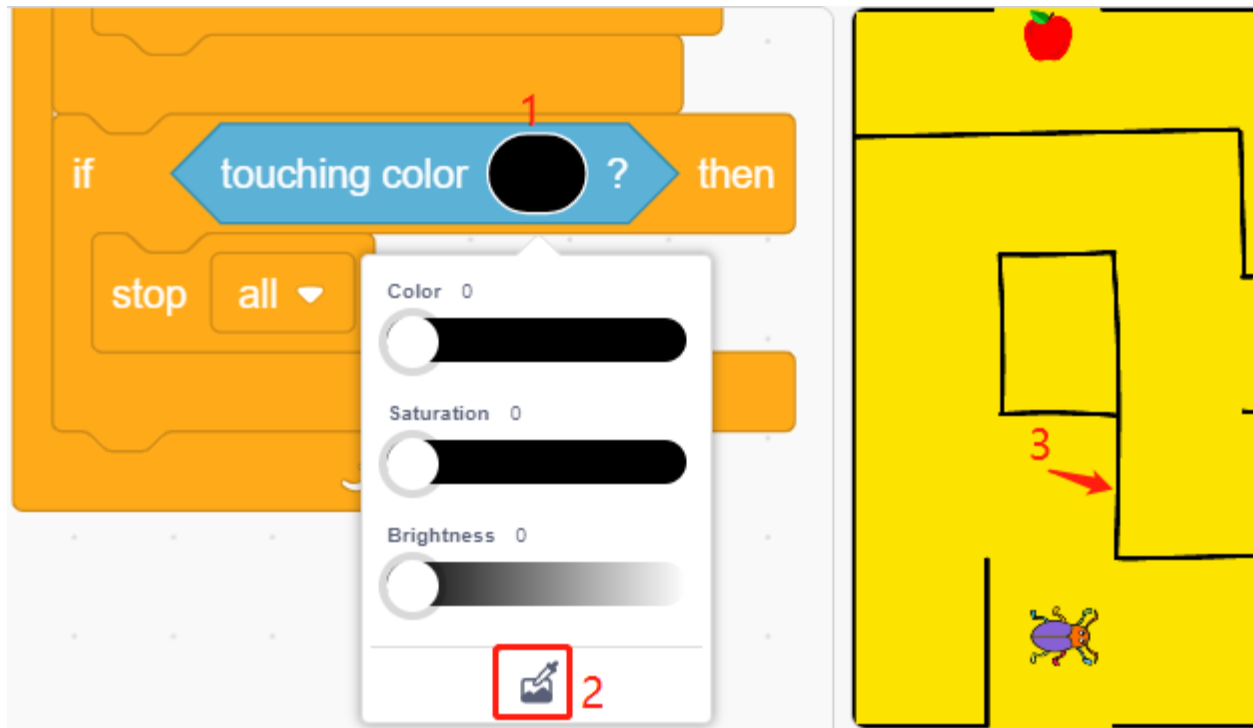 1
if touching color ? then
stop all
Color 0
Saturation 0
Brightness 0
2
3